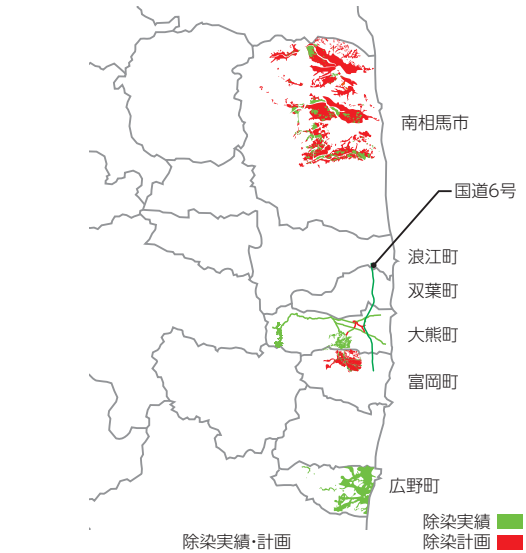 南相馬市
国道6号
浪江町
双葉町
大熊町
富岡町
広野町
除染実績
除染計画
除染実績・計画